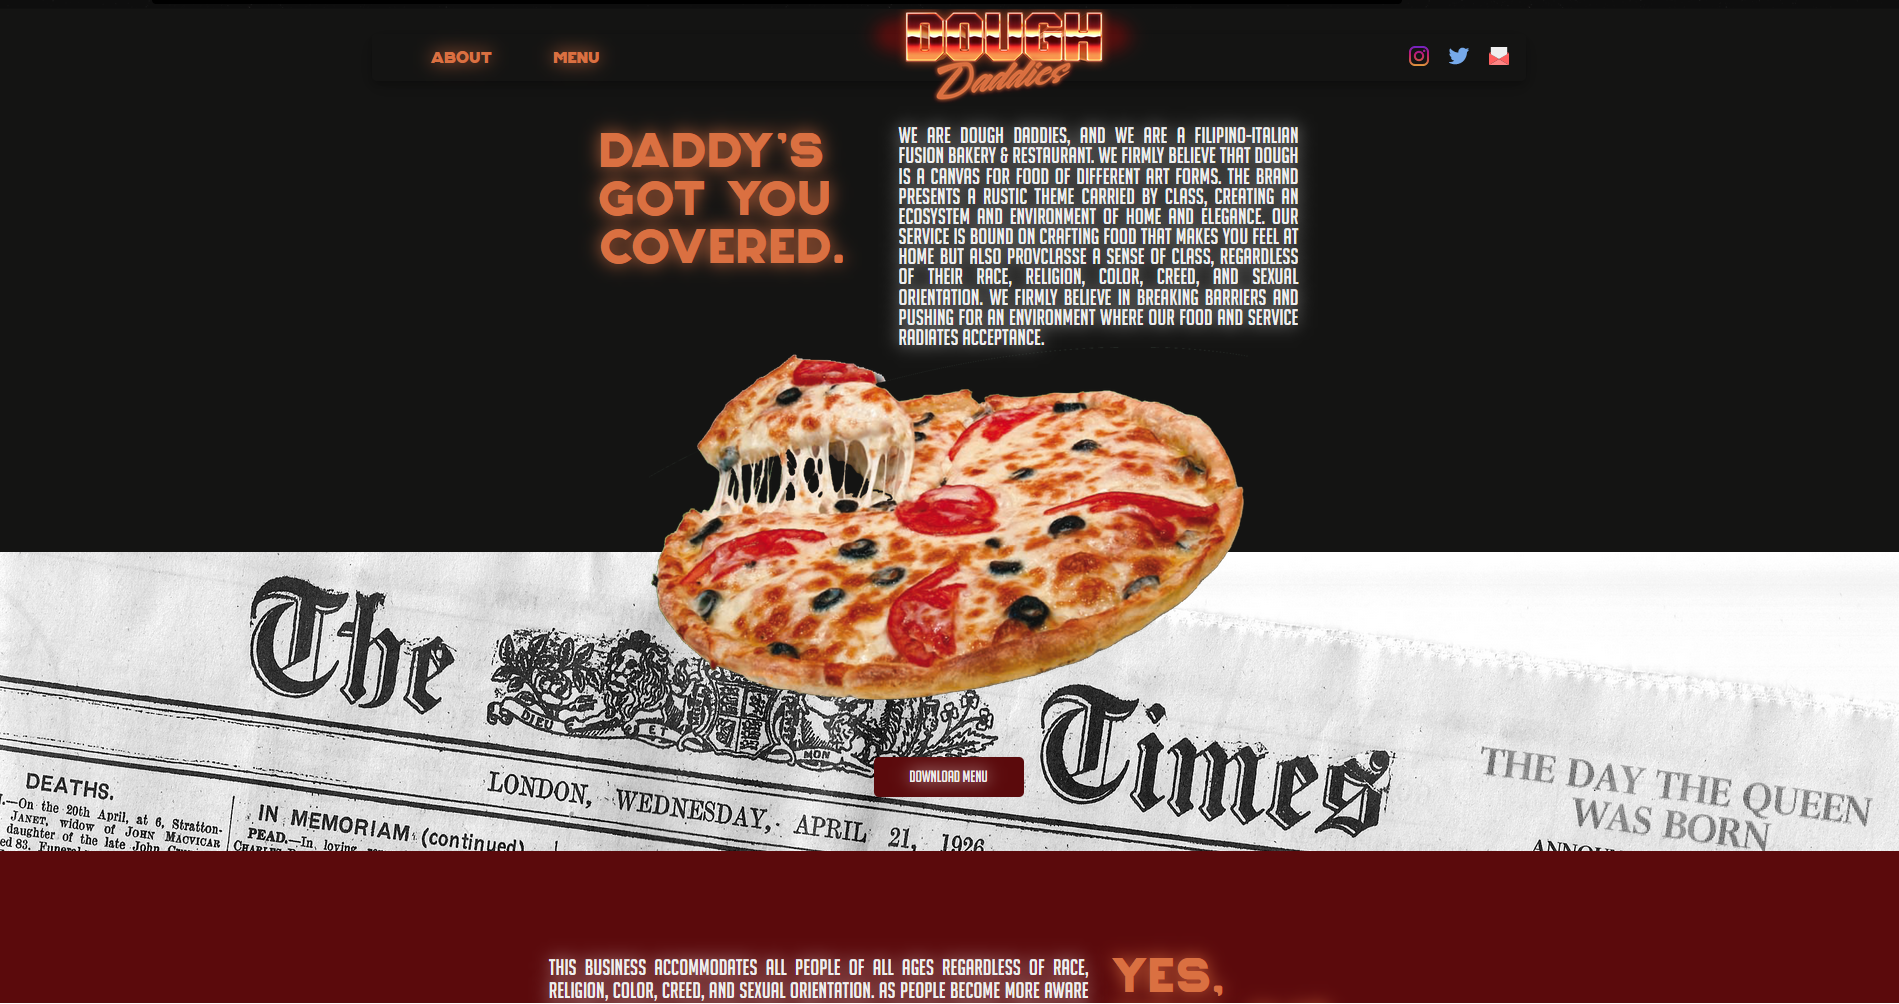 ABOUT
MENU
DOUGH
Daddies
DADDY'S
GOT YOU
COVERED.
WE ARE DOUGH DADDIES, AND WE ARE A FILIPINO-ITALIAN
FUSION BAKERY & RESTAURANT. WE FIRMLY BELIEVE THAT DOUGH
IS A CANVAS FOR FOOD OF DIFFERENT ART FORMS. THE BRAND
PRESENTS A RUSTIC THEME CARRIED BY CLASS, CREATING AN
ECOSYSTEM AND ENVIRONMENT OF HOME AND ELEGANCE. OUR
SERVICE IS BOUND ON CRAFTING FOOD THAT MAKES YOU FEEL AT
HOME BUT ALSO PROVCLASSE A SENSE OF CLASS, REGARDLESS
OF THEIR RACE, RELIGION, COLOR, CREED, AND SEXUAL
ORIENTATION. WE FIRMLY BELIEVE IN BREAKING BARRIERS AND
PUSHING FOR AN ENVIRONMENT WHERE OUR FOOD AND SERVICE
RADIATES ACCEPTANCE.
The Times
DIEU ET MON
DOWNLOAD MENU
LONDON, WEDNESDAY, APRIL 21, 1926
THE DAY THE QUEEN
WAS BORN
DEATHS.
—On the 20th April, at 6, Stratton-
JANET, widow of JOHN MACVICAR
ed 83.
daughter of the late John
IN MEMORIAM (continued)
PEAD.—In loving
THIS BUSINESS ACCOMMODATES ALL PEOPLE OF ALL AGES REGARDLESS OF RACE,
RELIGION, COLOR, CREED, AND SEXUAL ORIENTATION. AS PEOPLE BECOME MORE AWARE
YES,